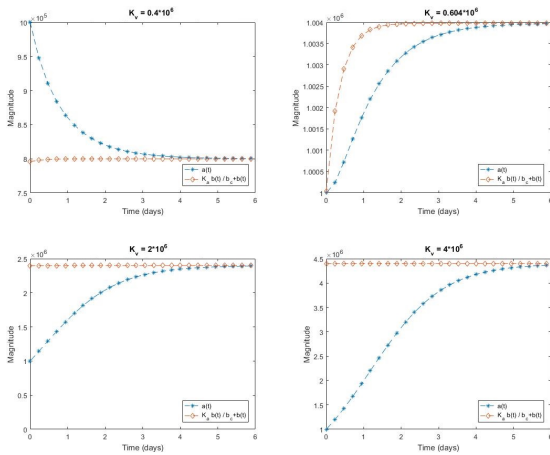 K_v = 0.4*10^6
×10^5
10
9.5
9
8.5
8
7.5
Magnitude
0 1 2 3 4 5 6
Time (days)
a(t)
K_a b(t) / b_c+b(t)
K_v = 0.604*10^6
×10^6
1.004
1.0035
1.003
1.0025
1.002
1.0015
1.001
1.0005
1
Magnitude
0 1 2 3 4 5 6
Time (days)
a(t)
K_a b(t) / b_c+b(t)
K_v = 2*10^6
×10^6
2.5
2
1.5
1
0.5
0
Magnitude
0 1 2 3 4 5 6
Time (days)
a(t)
K_a b(t) / b_c+b(t)
K_v = 4*10^6
×10^6
4.5
4
3.5
3
2.5
2
1.5
1
Magnitude
0 1 2 3 4 5 6
Time (days)
a(t)
K_a b(t) / b_c+b(t)